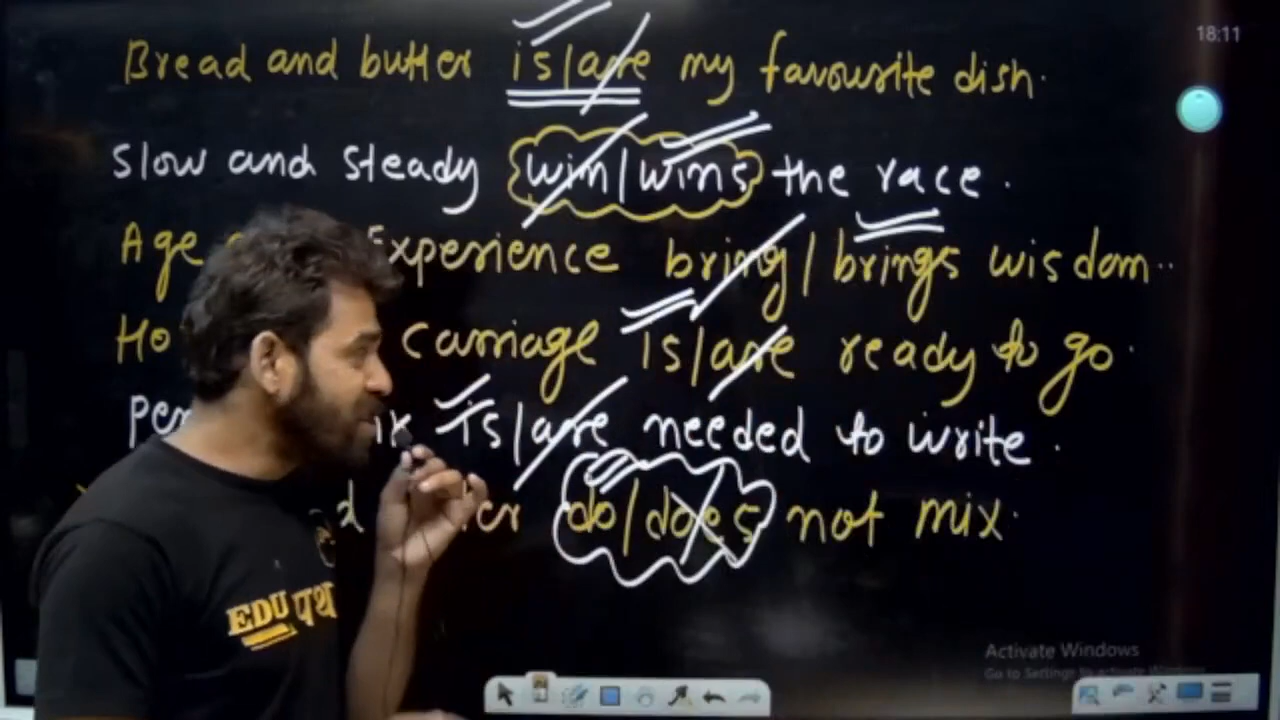 18:11
Bread and butter is/are my favourite dish.
Slow and steady win/wins the race.
Age Experience bring/brings wisdom..
carriage is/are ready to go.
is/are needed to write.
do/does not mix.
EDU पथ
Activate Windows
Go to Settings to activate Windows.